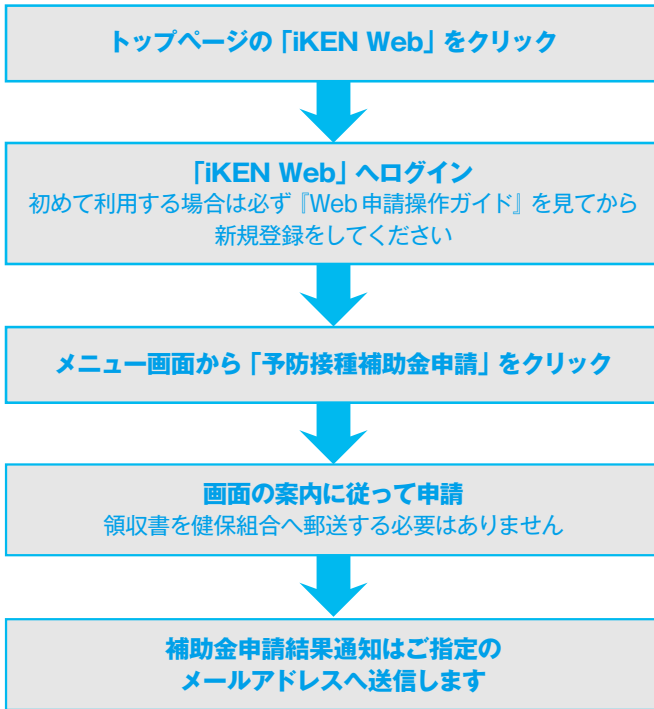 トップページの「iKEN Web」をクリック
「iKEN Web」へログイン
初めて利用する場合は必ず『Web申請操作ガイド』を見てから
新規登録をしてください
メニュー画面から「予防接種補助金申請」をクリック
画面の案内に従って申請
領収書を健保組合へ郵送する必要はありません
補助金申請結果通知はご指定の
メールアドレスへ送信します